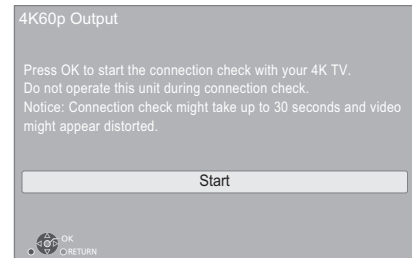 4K60p Output
Press OK to start the connection check with your 4K TV.
Do not operate this unit during connection check.
Notice: Connection check might take up to 30 seconds and video
might appear distorted.
Start
OK
RETURN